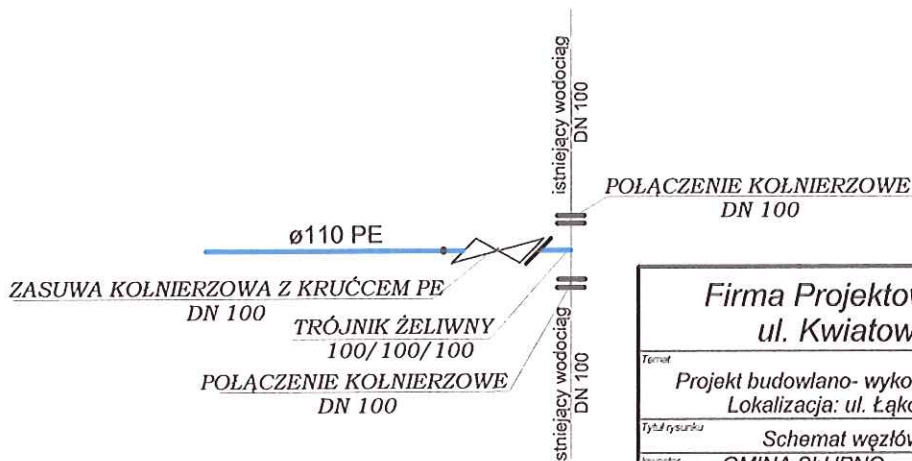 istniejący wodociąg
DN 100
POŁĄCZENIE KOŁNIERZOWE
DN 100
ø110 PE
ZASUWA KOŁNIERZOWA Z KRUĆCEM PE
DN 100
TRÓJNIK ŻELIWNY
100/100/100
POŁĄCZENIE KOŁNIERZOWE
DN 100
stniejący wodociąg
DN 100
Firma Projektow
ul. Kwiatow
Temat
Projekt budowlano- wyko
Lokalizacja: ul. Łąko
Tytuł rysunku
Schemat węzłów